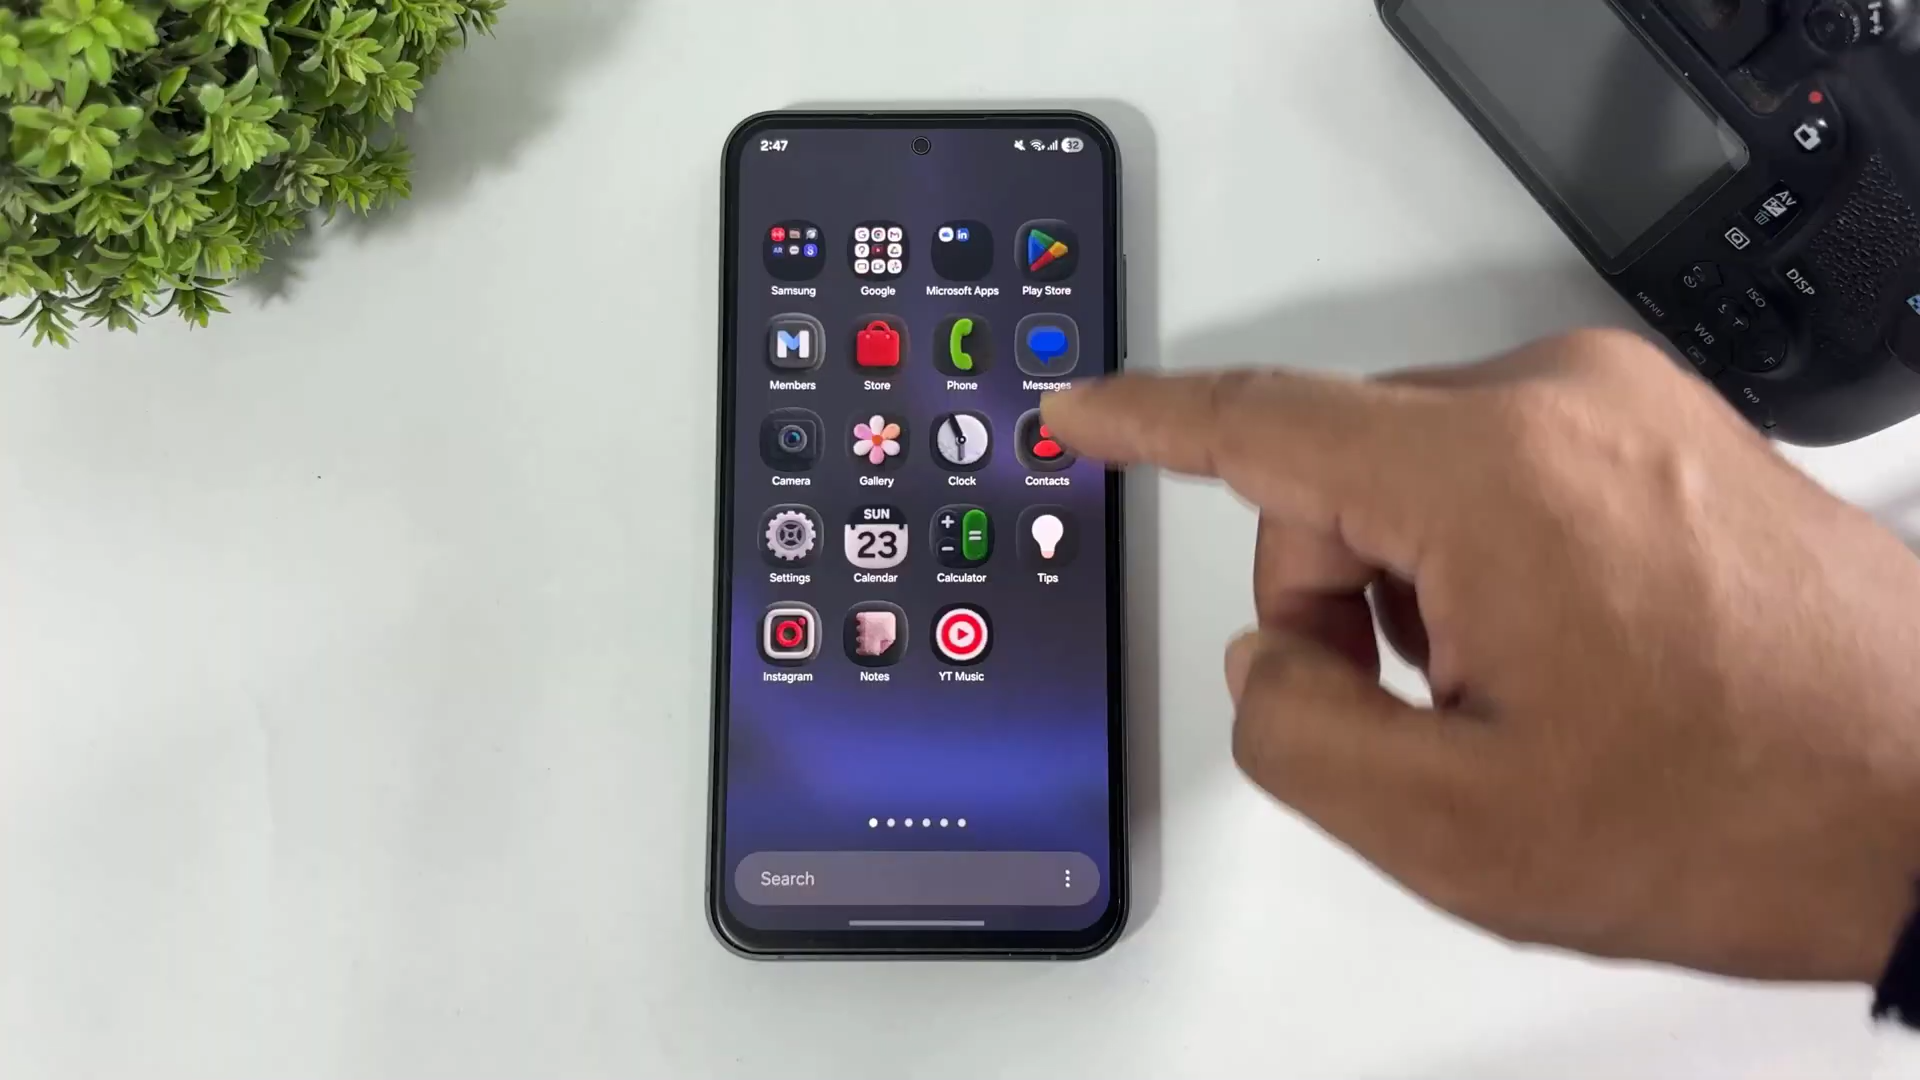 2:47
32
Samsung
Google
Microsoft Apps
Play Store
Members
Store
Phone
Messages
Camera
Gallery
Clock
Contacts
SUN
23
Settings
Calendar
Calculator
Tips
Instagram
Notes
YT Music
Search
AV
DISP
ISO
MENU
WB